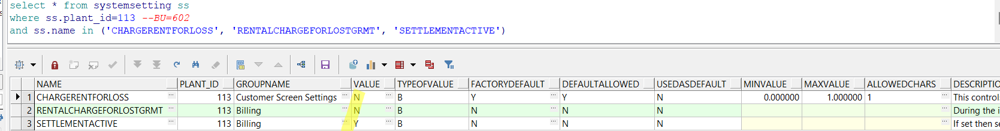 select * from systemsetting ss
where ss.plant_id=113 --BU=602
and ss.name in ('CHARGERENTFORLOSS', 'RENTALCHARGEFORLOSTGRMT', 'SETTLEMENTACTIVE')
NAME PLANT_ID GROUPNAME VALUE TYPEOFVALUE FACTORYDEFAULT DEFAULTALLOWED USEDASDEFAULT MINVALUE MAXVALUE ALLOWEDCHARS DESCRIPTIO
1 CHARGERENTFORLOSS ... 113 Customer Screen Settings ... N ... B Y ... Y N 0.000000 1.000000 1 ... This control
2 RENTALCHARGEFORLOSTGRMT ... 113 Billing ... N ... B N ... N N ... During the i
3 SETTLEMENTACTIVE ... 113 Billing ... Y ... B N ... N N ... If set then se